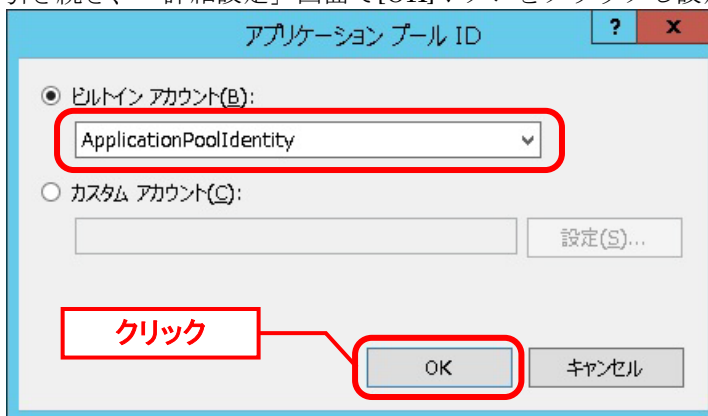 アプリケーション プール ID
? x
ビルトイン アカウント(B):
ApplicationPoolIdentity
カスタム アカウント(C):
設定(S)...
クリック
OK
キャンセル